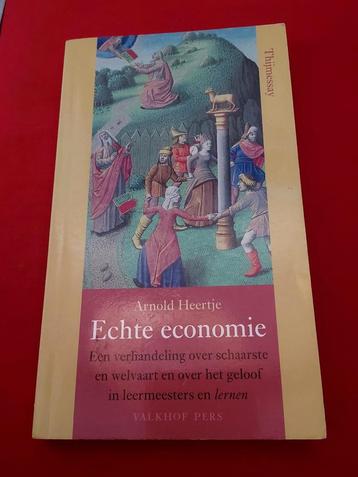 Thijmessay
Arnold Heertje
Echte economie
Een verhandeling over schaarste
en welvaart en over het geloof
in leermeesters en lernen
VALKHOF PERS